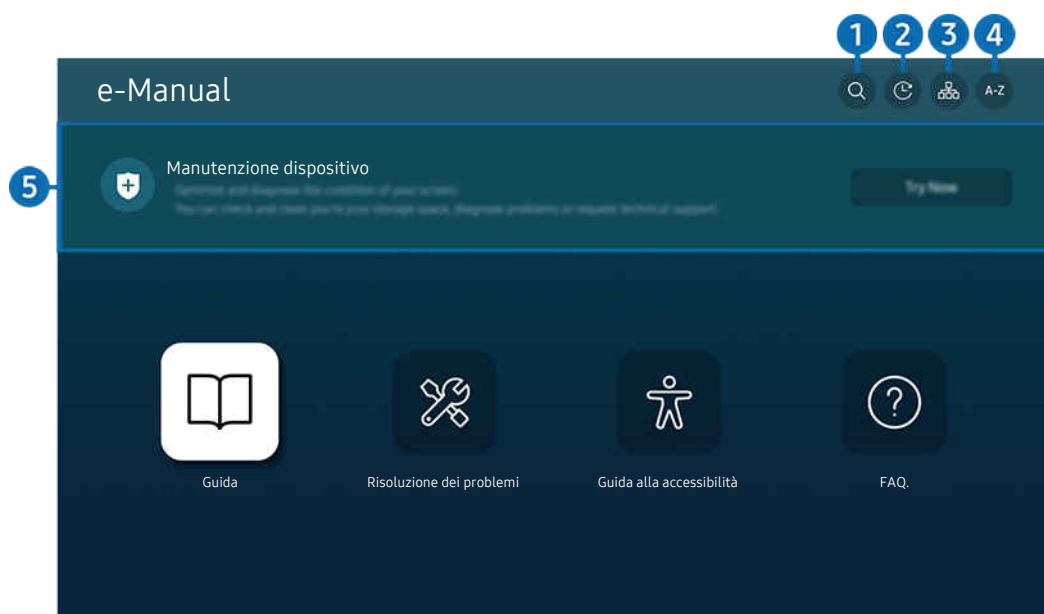 1 2 3 4
e-Manual
A-Z
5
Manutenzione dispositivo
Optimize and diagnose the condition of your screen.
You can check and clean you're your storage space, diagnose problems or request technical support.
Try Now
Guida
Risoluzione dei problemi
Guida alla accessibilità
FAQ.